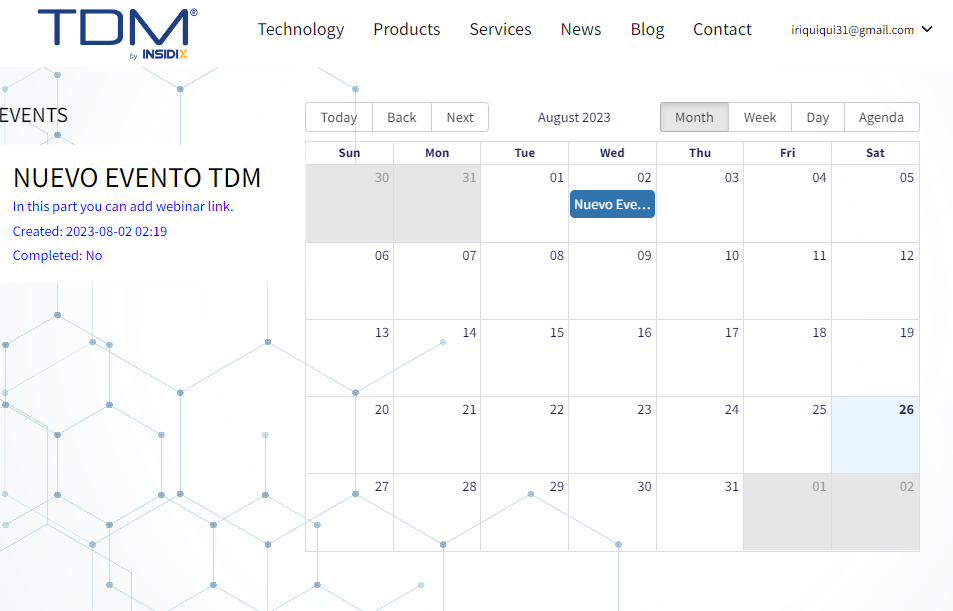 TDM®
by INSIDIX
Technology Products Services News Blog Contact iriquiqui31@gmail.com
EVENTS
NUEVO EVENTO TDM
In this part you can add webinar link.
Created: 2023-08-02 02:19
Completed: No
Today Back Next August 2023 Month Week Day Agenda
Sun Mon Tue Wed Thu Fri Sat
30 31 01 02 03 04 05
Nuevo Eve...
06 07 08 09 10 11 12
13 14 15 16 17 18 19
20 21 22 23 24 25 26
27 28 29 30 31 01 02